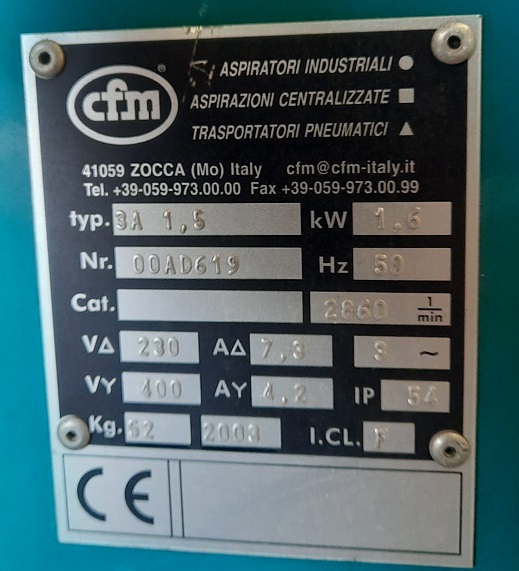 cfm®
ASPIRATORI INDUSTRIALI ●
ASPIRAZIONI CENTRALIZZATE ■
TRASPORTATORI PNEUMATICI ▲
41059 ZOCCA (Mo) Italy cfm@cfm-italy.it
Tel. +39-059-973.00.00 Fax +39-059-973.00.99
typ. 3A 1,5 kW 1.6
Nr. 00AD619 Hz 50
Cat. 2860 1/min
V∆ 230 A∆ 7,3 3 ~
VY 400 AY 4.2 IP 54
Kg. 62 2003 I.CL. F
CE